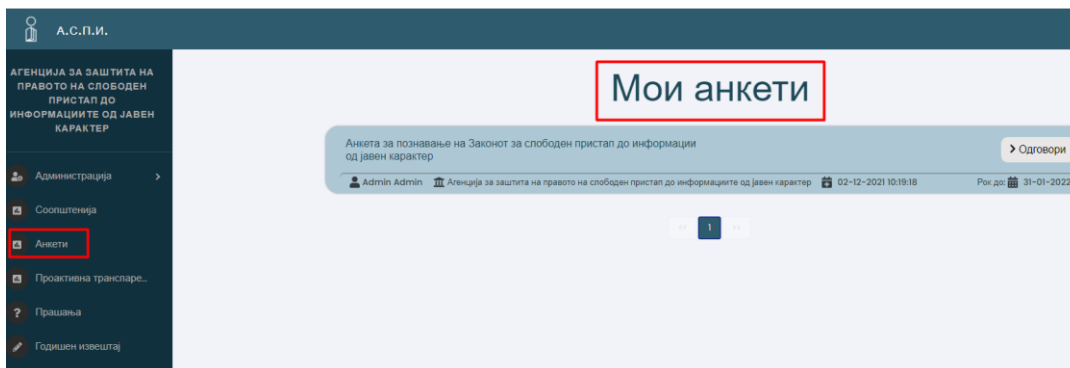 А.С.П.И.
АГЕНЦИЈА ЗА ЗАШТИТА НА
ПРАВОТО НА СЛОБОДЕН
ПРИСТАП ДО
ИНФОРМАЦИИТЕ ОД ЈАВЕН
КАРАКТЕР
Администрација
Соопштенија
Анкети
Проактивна транспаре...
Прашања
Годишен извештај
Мои анкети
Анкета за познавање на Законот за слободен пристап до информации
од јавен карактер
Одговори
Admin Admin Агенција за заштита на правото на слободен пристап до информациите од јавен карактер 02-12-2021 10:19:18 Рок до: 31-01-2022
1